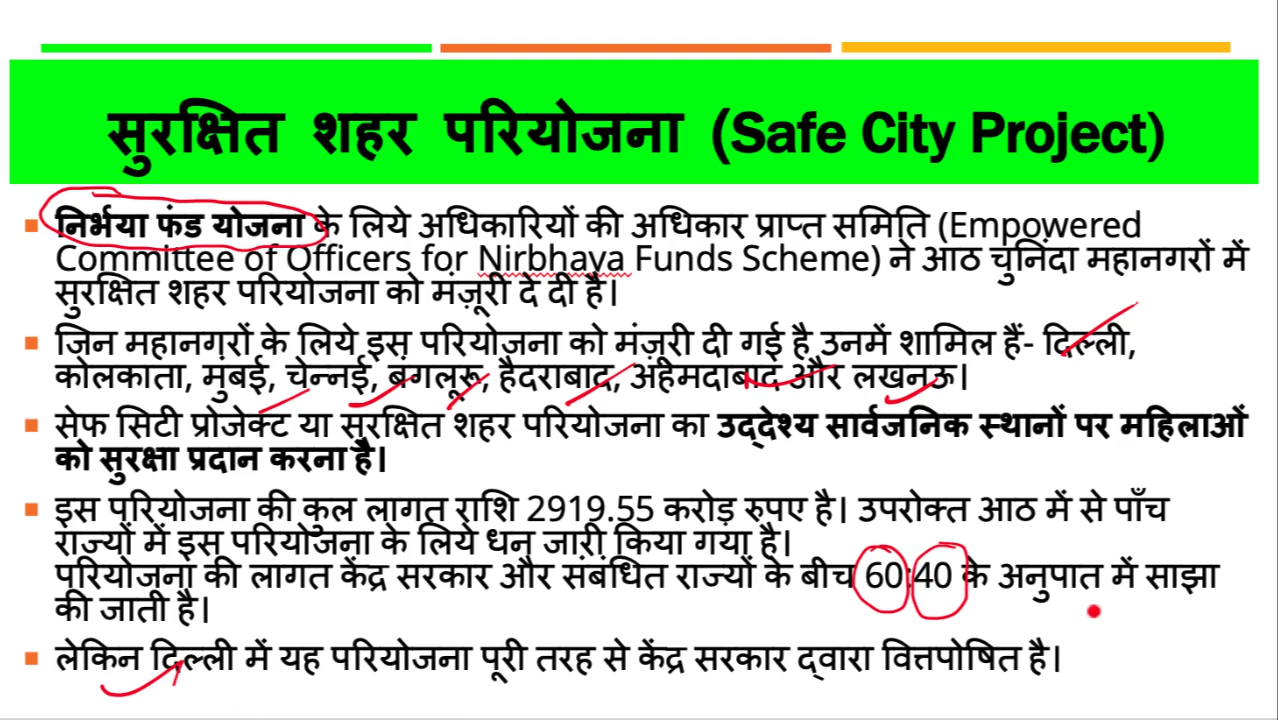 सुरक्षित शहर परियोजना (Safe City Project)
निर्भया फंड योजना के लिये अधिकारियों की अधिकार प्राप्त समिति (Empowered
Committee of Officers for Nirbhaya Funds Scheme) ने आठ चुनिंदा महानगरों में
सुरक्षित शहर परियोजना को मंज़ूरी दे दी है।
जिन महानगरों के लिये इस परियोजना को मंज़ूरी दी गई है उनमें शामिल हैं- दिल्ली,
कोलकाता, मुंबई, चेन्नई, बंगलूरू, हैदराबाद, अहमदाबाद और लखनऊ।
सेफ सिटी प्रोजेक्ट या सुरक्षित शहर परियोजना का उद्देश्य सार्वजनिक स्थानों पर महिलाओं
को सुरक्षा प्रदान करना है।
इस परियोजना की कुल लागत राशि 2919.55 करोड़ रुपए है। उपरोक्त आठ में से पाँच
राज्यों में इस परियोजना के लिये धन जारी किया गया है।
परियोजना की लागत केंद्र सरकार और संबंधित राज्यों के बीच 60:40 के अनुपात में साझा
की जाती है।
लेकिन दिल्ली में यह परियोजना पूरी तरह से केंद्र सरकार द्वारा वित्तपोषित है।